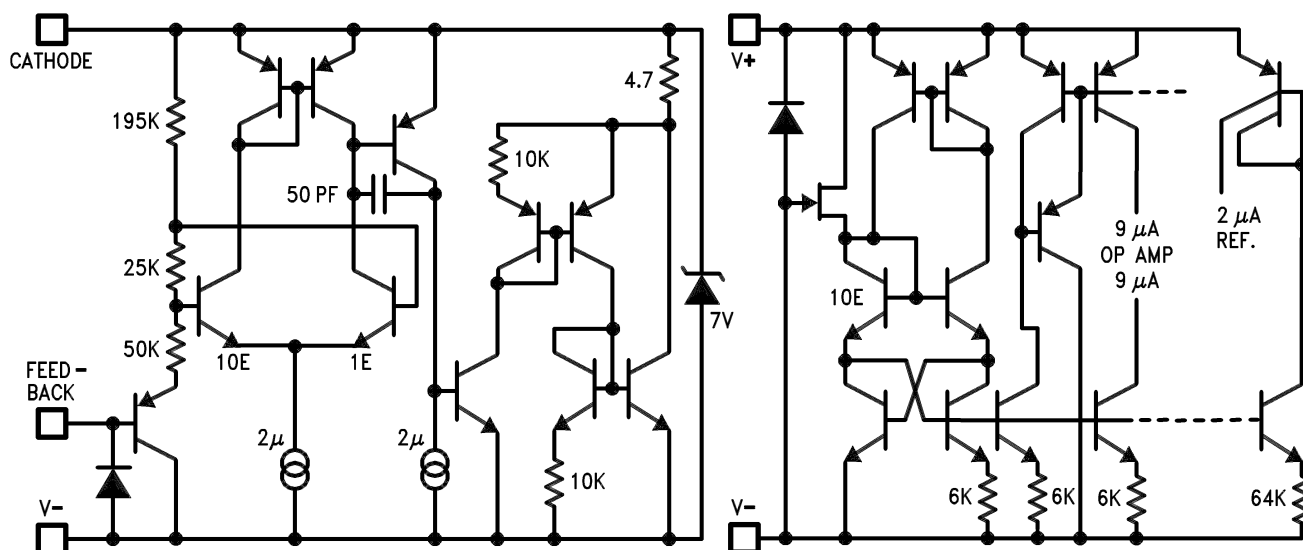 CATHODE
195K
25K
50K
FEED-
BACK
V-
10E
1E
50 PF
2μ
2μ
10K
10K
4.7
7V
V+
10E
V-
6K
6K
6K
9 μA
OP AMP
9 μA
2 μA
REF.
64K